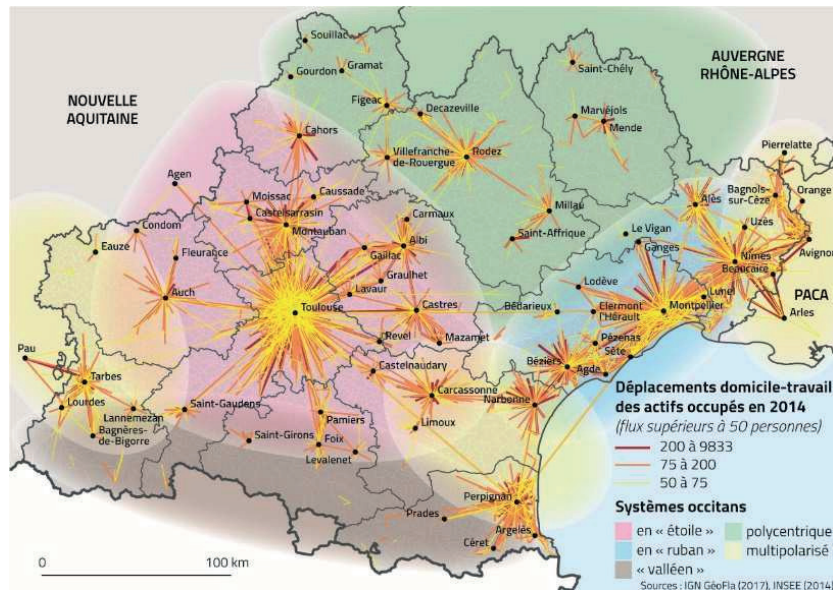 Souillac
AUVERGNE
RHÔNE-ALPES
Gourdon
Gramat
Saint-Chély
NOUVELLE
AQUITAINE
Figeac
Decazeville
Marvejols
Mende
Cahors
Pierrelatte
Villefranche-
de-Rouergue
Rodez
Agen
Moissac
Caussade
Alès
Bagnols-
sur-Cèze
Orange
Castelsarrasin
Carmaux
Millau
Condom
Montauban
Albi
Saint-Affrique
Le Vigan
Uzès
Eauze
Fleurance
Gaillac
Ganges
Avignon
Graulhet
Nîmes
Beaucaire
Auch
Lavaur
Lodève
Lunel
PACA
Toulouse
Castres
Bédarieux
Clermont
l'Hérault
Montpellier
Arles
Revel
Mazamet
Pézenas
Pau
Castelnaudary
Béziers
Sète
Agde
Tarbes
Carcassonne
Narbonne
Lourdes
Lannemezan
Saint-Gaudens
Pamiers
Limoux
Bagnères-
de-Bigorre
Saint-Girons
Foix
Levalenet
Perpignan
Prades
Argelès
Céret
0
100 km
Déplacements domicile-travail
des actifs occupés en 2014
(flux supérieurs à 50 personnes)
200 à 9833
75 à 200
50 à 75
Systèmes occitans
en « étoile »
polycentrique
en « ruban »
multipolarisé
« valléen »
Sources : IGN GéoFla (2017), INSEE (2014)